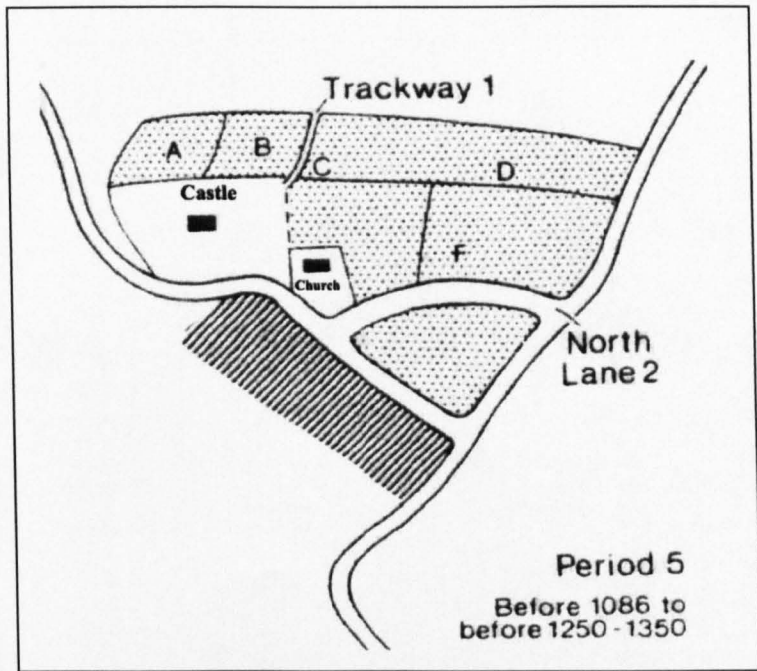 Trackway 1
A
B
C
D
Castle
F
Church
North
Lane 2
Period 5
Before 1086 to
before 1250-1350